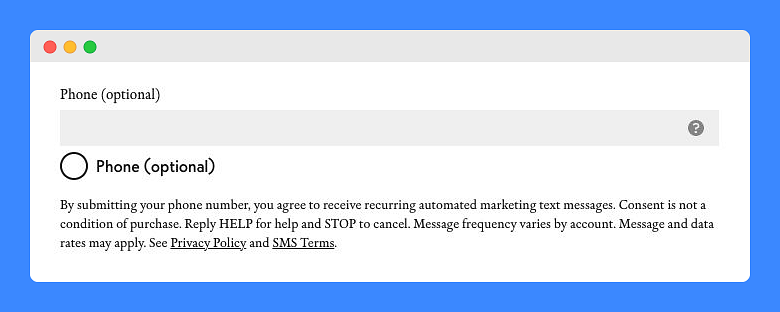 Phone (optional)
?
Phone (optional)
By submitting your phone number, you agree to receive recurring automated marketing text messages. Consent is not a
condition of purchase. Reply HELP for help and STOP to cancel. Message frequency varies by account. Message and data
rates may apply. See Privacy Policy and SMS Terms.